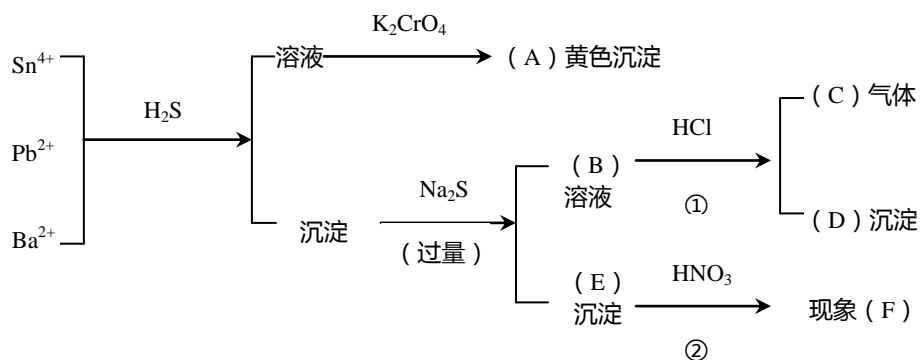 K₂CrO₄
Sn⁴⁺
溶液
（A）黄色沉淀
H₂S
（C）气体
Pb²⁺
HCl
（B）
溶液
Na₂S
①
沉淀
（过量）
（D）沉淀
Ba²⁺
（E）
沉淀
HNO₃
现象（F）
②